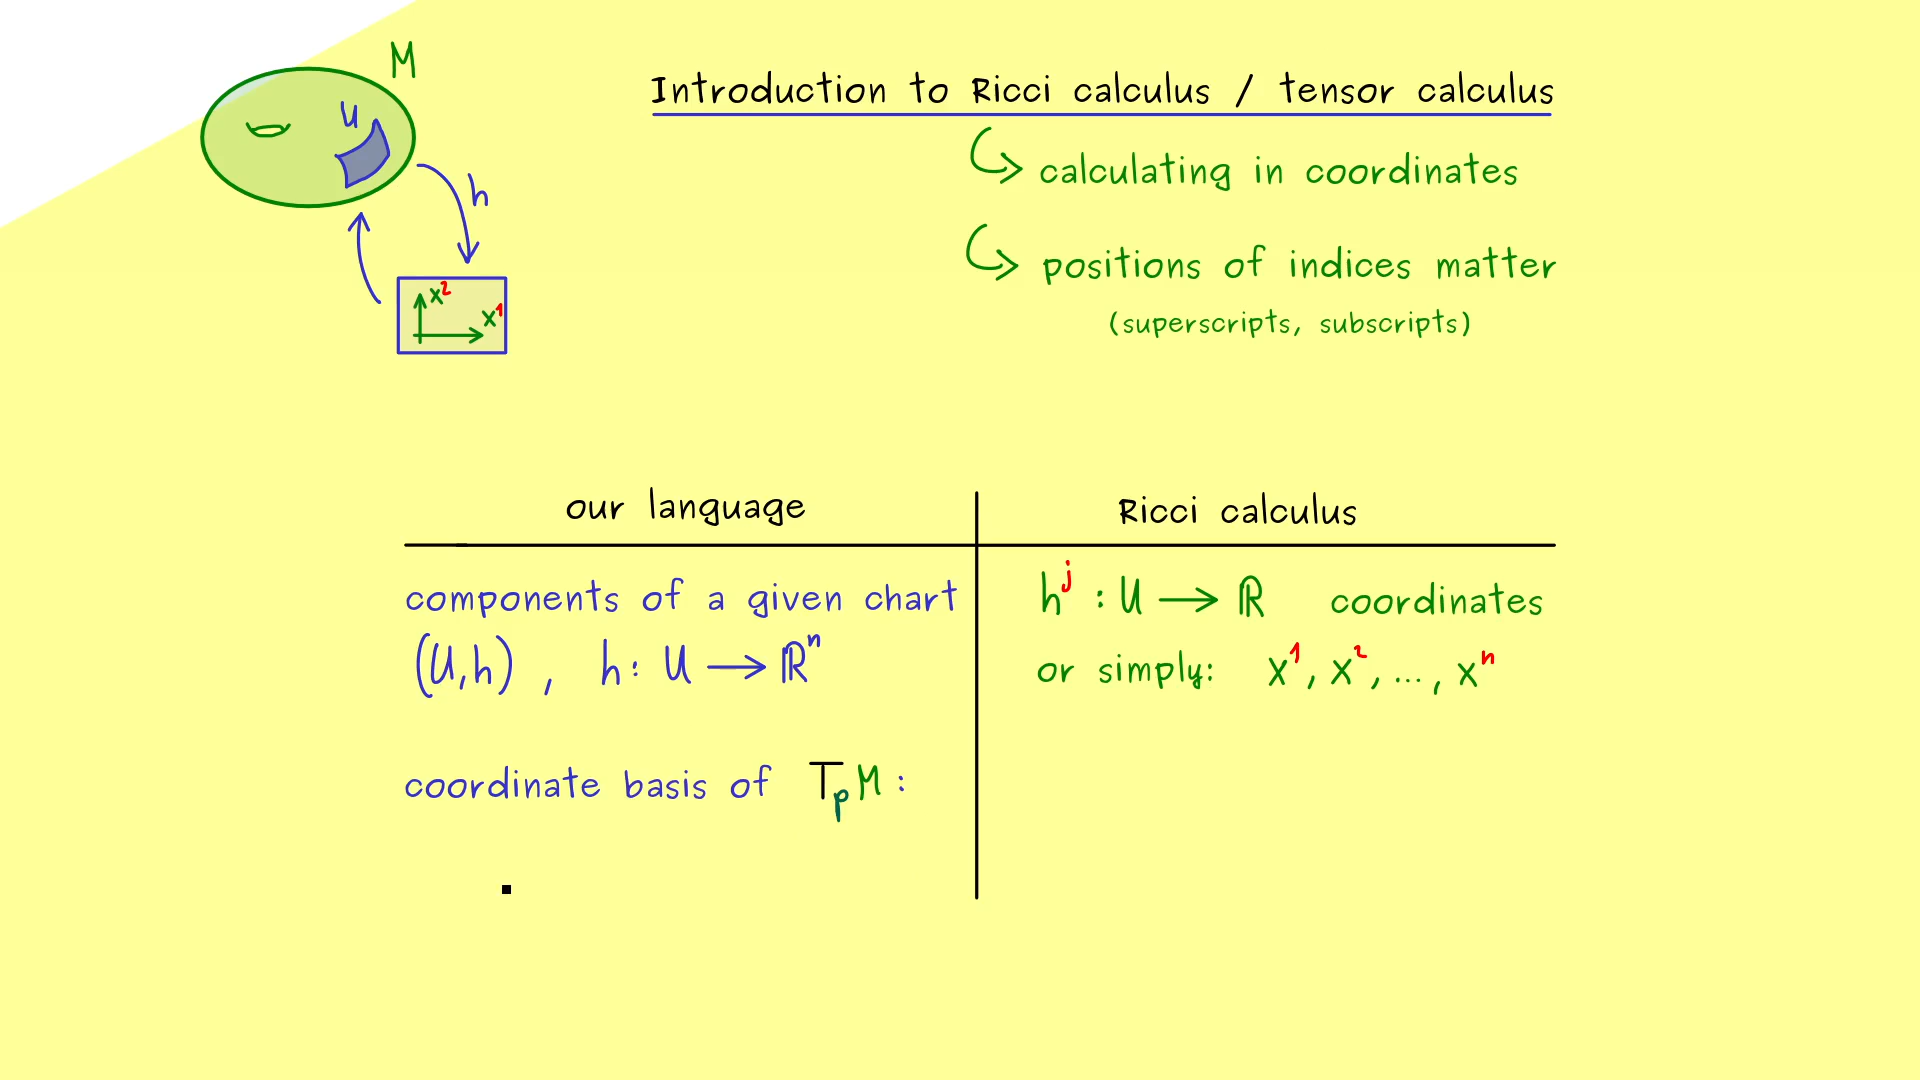 M
U
h
x²
x¹
Introduction to Ricci calculus / tensor calculus
calculating in coordinates
positions of indices matter
(superscripts, subscripts)
our language
Ricci calculus
components of a given chart
(U,h) , h: U → ℝⁿ
hʲ : U → ℝ coordinates
or simply: x¹, x², ..., xⁿ
coordinate basis of TₚM :